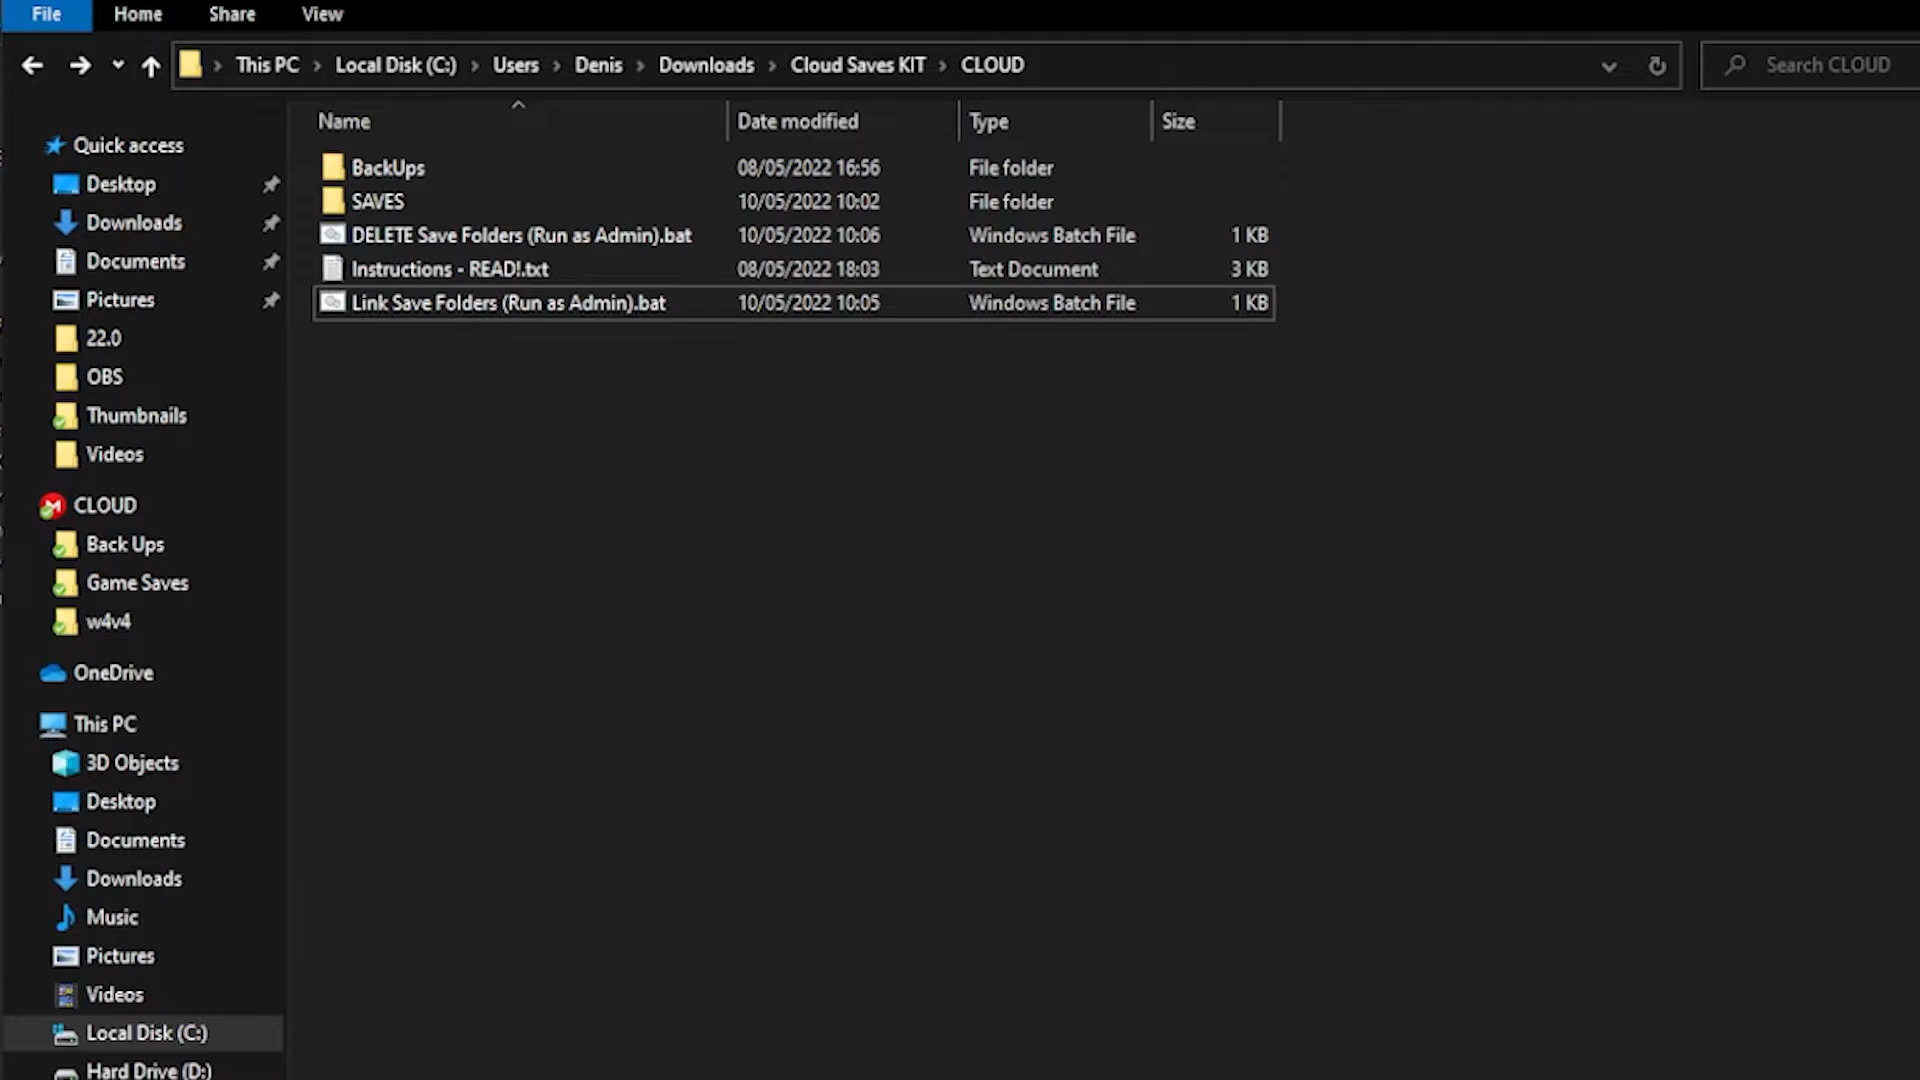 File Home Share View
This PC Local Disk (C:) Users Denis Downloads Cloud Saves KIT CLOUD Search CLOUD
Name Date modified Type Size
BackUps 08/05/2022 16:56 File folder
SAVES 10/05/2022 10:02 File folder
DELETE Save Folders (Run as Admin).bat 10/05/2022 10:06 Windows Batch File 1 KB
Instructions - READ!.txt 08/05/2022 18:03 Text Document 3 KB
Link Save Folders (Run as Admin).bat 10/05/2022 10:05 Windows Batch File 1 KB
Quick access
Desktop
Downloads
Documents
Pictures
22.0
OBS
Thumbnails
Videos
CLOUD
Back Ups
Game Saves
w4v4
OneDrive
This PC
3D Objects
Desktop
Documents
Downloads
Music
Pictures
Videos
Local Disk (C:)
Hard Drive (D:)